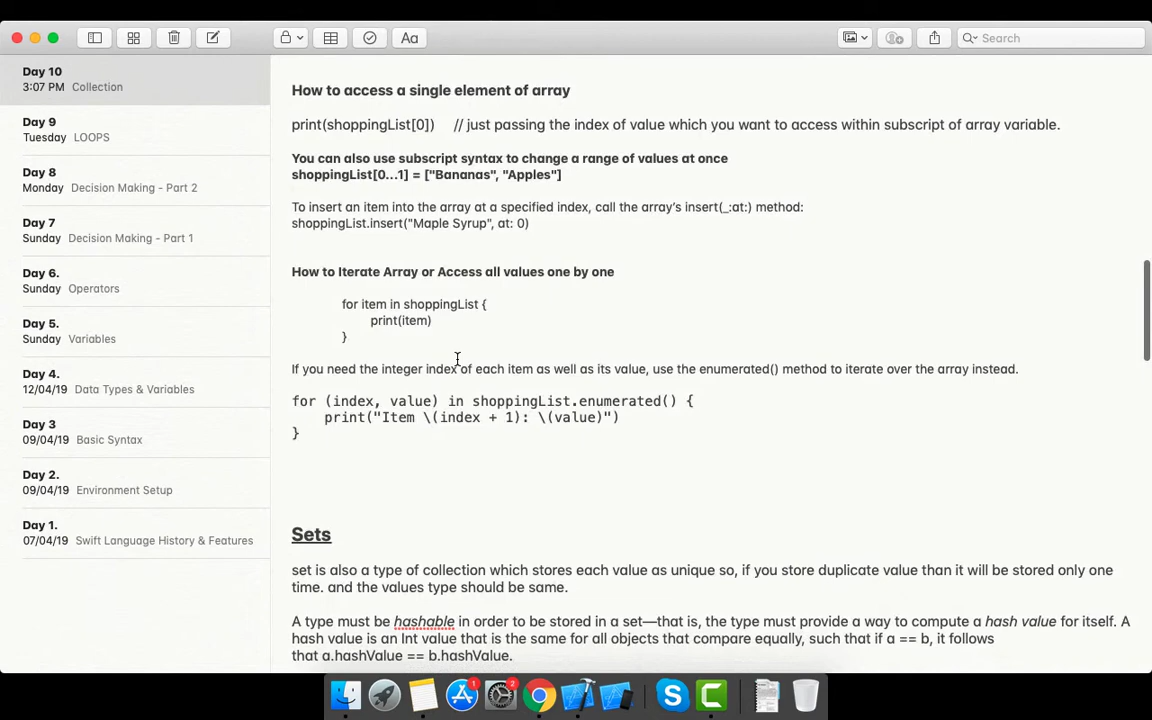 Aa
Search
Day 10
3:07 PM Collection
Day 9
Tuesday LOOPS
Day 8
Monday Decision Making - Part 2
Day 7
Sunday Decision Making - Part 1
Day 6.
Sunday Operators
Day 5.
Sunday Variables
Day 4.
12/04/19 Data Types & Variables
Day 3
09/04/19 Basic Syntax
Day 2.
09/04/19 Environment Setup
Day 1.
07/04/19 Swift Language History & Features
How to access a single element of array
print(shoppingList[0]) // just passing the index of value which you want to access within subscript of array variable.
You can also use subscript syntax to change a range of values at once
shoppingList[0...1] = ["Bananas", "Apples"]
To insert an item into the array at a specified index, call the array's insert(_:at:) method:
shoppingList.insert("Maple Syrup", at: 0)
How to Iterate Array or Access all values one by one
for item in shoppingList {
print(item)
}
If you need the integer index of each item as well as its value, use the enumerated() method to iterate over the array instead.
for (index, value) in shoppingList.enumerated() {
print("Item \(index + 1): \(value)")
}
Sets
set is also a type of collection which stores each value as unique so, if you store duplicate value than it will be stored only one
time. and the values type should be same.
A type must be hashable in order to be stored in a set—that is, the type must provide a way to compute a hash value for itself. A
hash value is an Int value that is the same for all objects that compare equally, such that if a == b, it follows
that a.hashValue == b.hashValue.
1
2